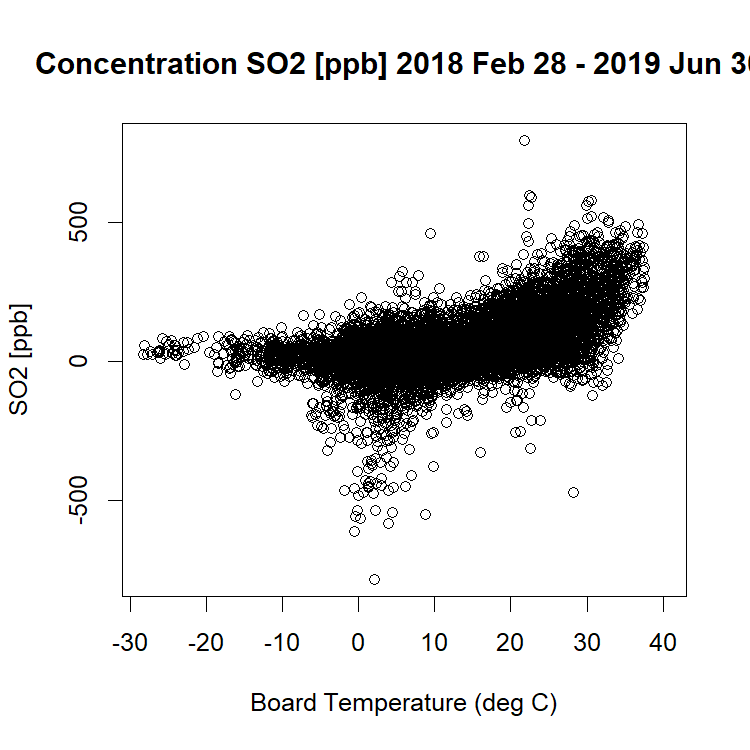 Concentration SO2 [ppb] 2018 Feb 28 - 2019 Jun 30
SO2 [ppb]
500
0
-500
-30 -20 -10 0 10 20 30 40
Board Temperature (deg C)